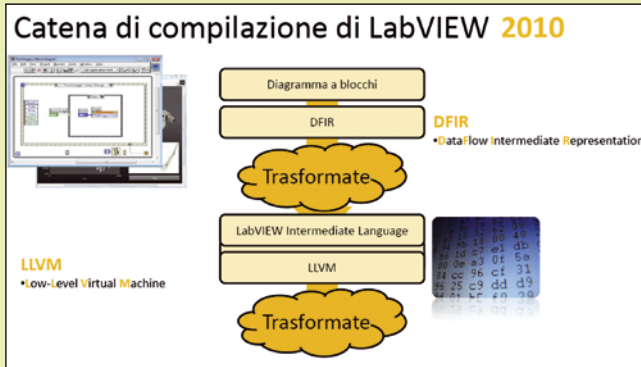 Catena di compilazione di LabVIEW 2010
Diagramma a blocchi
DFIR
DFIR
•DataFlow Intermediate Representation
Trasformate
LabVIEW Intermediate Language
LLVM
LLVM
•Low-Level Virtual Machine
Trasformate